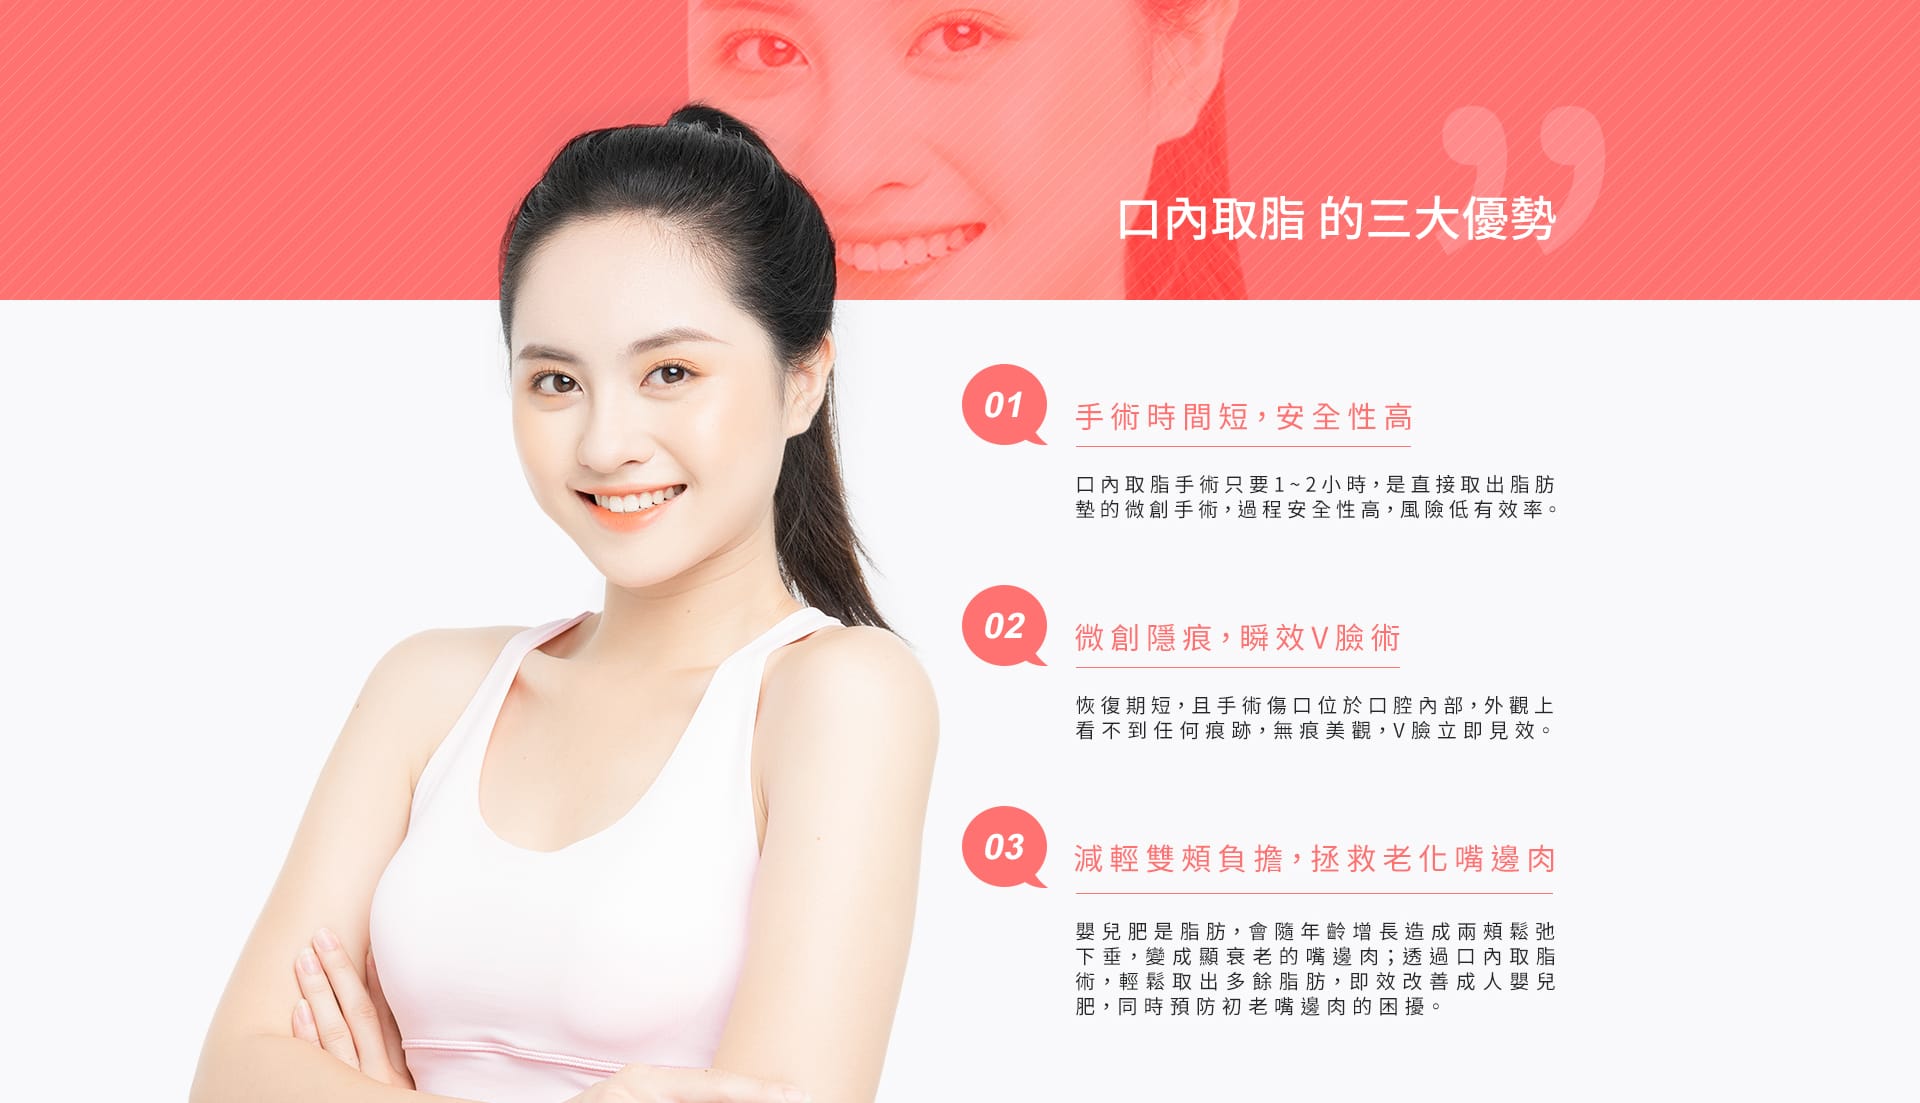 口內取脂 的三大優勢
01
手術時間短，安全性高
口內取脂手術只要1~2小時，是直接取出脂肪
墊的微創手術，過程安全性高，風險低有效率。
02
微創隱痕，瞬效V臉術
恢復期短，且手術傷口位於口腔內部，外觀上
看不到任何痕跡，無痕美觀，V臉立即見效。
03
減輕雙頰負擔，拯救老化嘴邊肉
嬰兒肥是脂肪，會隨年齡增長造成兩頰鬆弛
下垂，變成顯衰老的嘴邊肉；透過口內取脂
術，輕鬆取出多餘脂肪，即效改善成人嬰兒
肥，同時預防初老嘴邊肉的困擾。